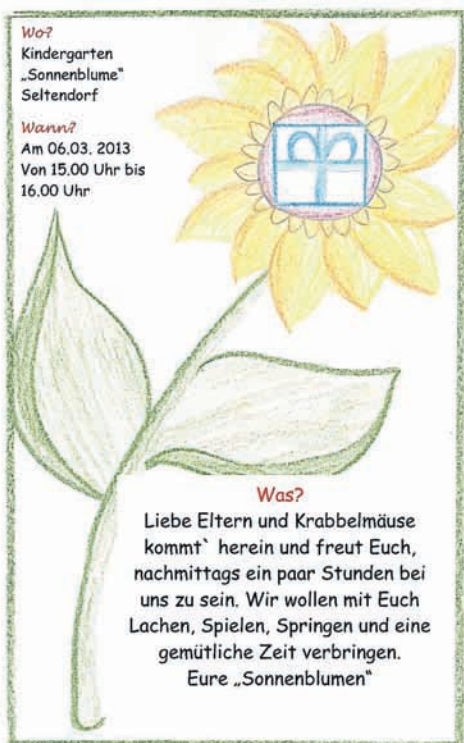 Wo?
Kindergarten
„Sonnenblume"
Seltendorf
Wann?
Am 06.03. 2013
Von 15.00 Uhr bis
16.00 Uhr
Was?
Liebe Eltern und Krabbelmäuse
kommt` herein und freut Euch,
nachmittags ein paar Stunden bei
uns zu sein. Wir wollen mit Euch
Lachen, Spielen, Springen und eine
gemütliche Zeit verbringen.
Eure „Sonnenblumen"